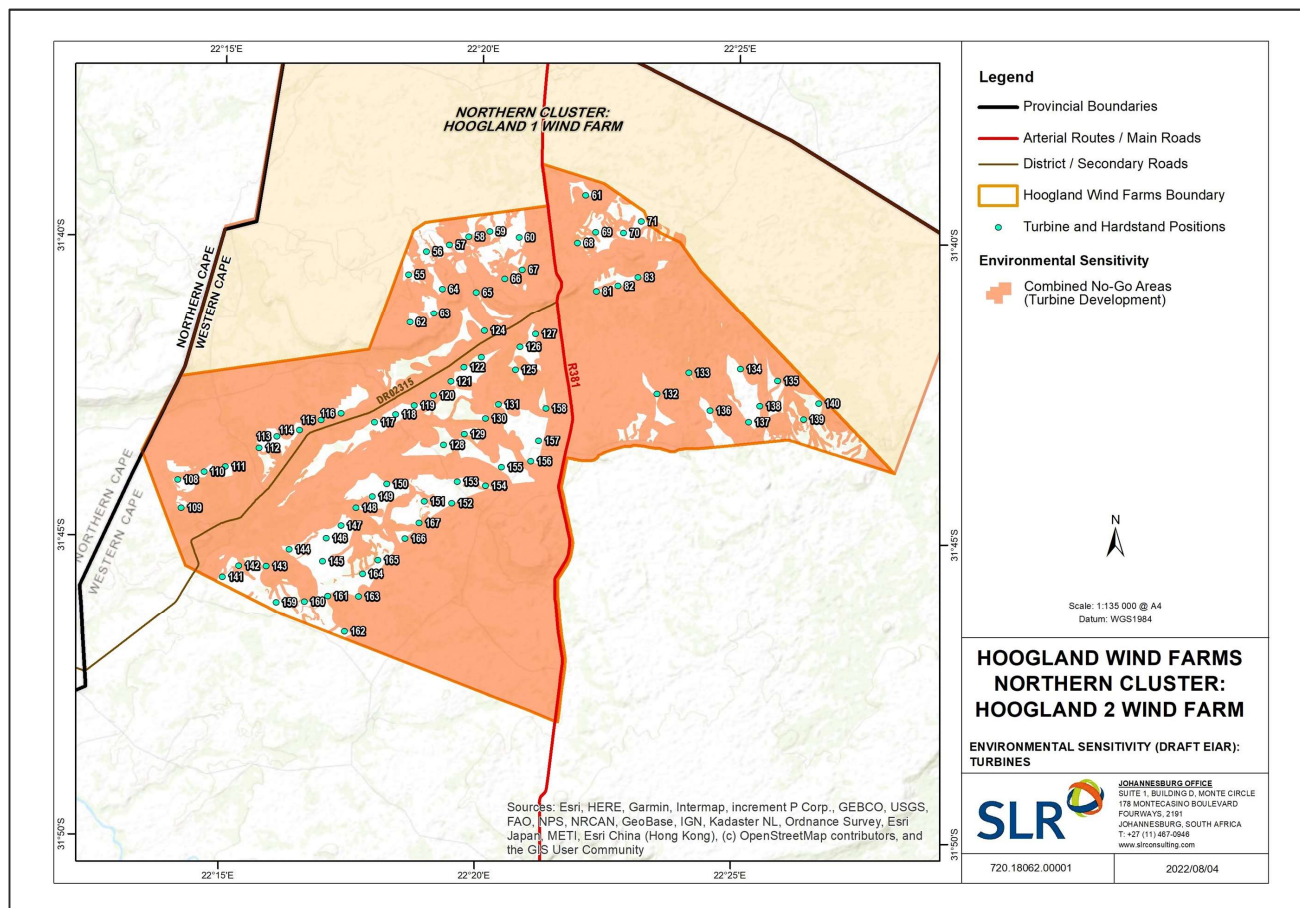 22°15'E
22°20'E
22°25'E
NORTHERN CLUSTER:
HOOGLAND 1 WIND FARM
31°40'S
31°40'S
NORTHERN CAPE
WESTERN CAPE
61
71
69
70
68
59
58
60
57
56
55
67
66
64
65
83
82
81
63
62
124
127
126
122
125
121
DR02315
R381
133
134
135
132
120
119
118
117
116
115
114
113
112
131
130
158
136
138
140
137
139
129
128
157
156
155
111
110
108
109
NORTHERN CAPE
WESTERN CAPE
150
153
154
149
148
151
152
147
167
146
166
144
145
165
164
142
143
141
159
160
161
163
162
31°45'S
31°45'S
31°50'S
31°50'S
Sources: Esri, HERE, Garmin, Intermap, increment P Corp., GEBCO, USGS,
FAO, NPS, NRCAN, GeoBase, IGN, Kadaster NL, Ordnance Survey, Esri
Japan, METI, Esri China (Hong Kong), (c) OpenStreetMap contributors, and
the GIS User Community
22°15'E
22°20'E
22°25'E
Legend
Provincial Boundaries
Arterial Routes / Main Roads
District / Secondary Roads
Hoogland Wind Farms Boundary
Turbine and Hardstand Positions
Environmental Sensitivity
Combined No-Go Areas
(Turbine Development)
N
Scale: 1:135 000 @ A4
Datum: WGS1984
HOOGLAND WIND FARMS
NORTHERN CLUSTER:
HOOGLAND 2 WIND FARM
ENVIRONMENTAL SENSITIVITY (DRAFT EIAR):
TURBINES
SLR
JOHANNESBURG OFFICE
SUITE 1, BUILDING D, MONTE CIRCLE
178 MONTECASINO BOULEVARD
FOURWAYS, 2191
JOHANNESBURG, SOUTH AFRICA
T: +27 (11) 467-0946
www.slrconsulting.com
720.18062.00001
2022/08/04